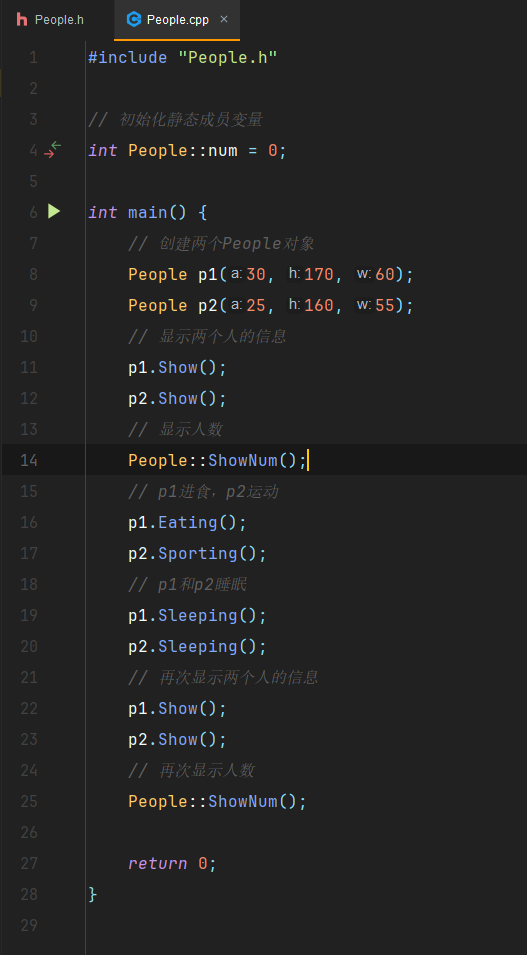 People.h
People.cpp ×
1 #include "People.h"
2
3 // 初始化静态成员变量
4 int People::num = 0;
5
6 int main() {
7 // 创建两个People对象
8 People p1(a:30, h:170, w:60);
9 People p2(a:25, h:160, w:55);
10 // 显示两个人的信息
11 p1.Show();
12 p2.Show();
13 // 显示人数
14 People::ShowNum();
15 // p1进食，p2运动
16 p1.Eating();
17 p2.Sporting();
18 // p1和p2睡眠
19 p1.Sleeping();
20 p2.Sleeping();
21 // 再次显示两个人的信息
22 p1.Show();
23 p2.Show();
24 // 再次显示人数
25 People::ShowNum();
26
27 return 0;
28 }
29